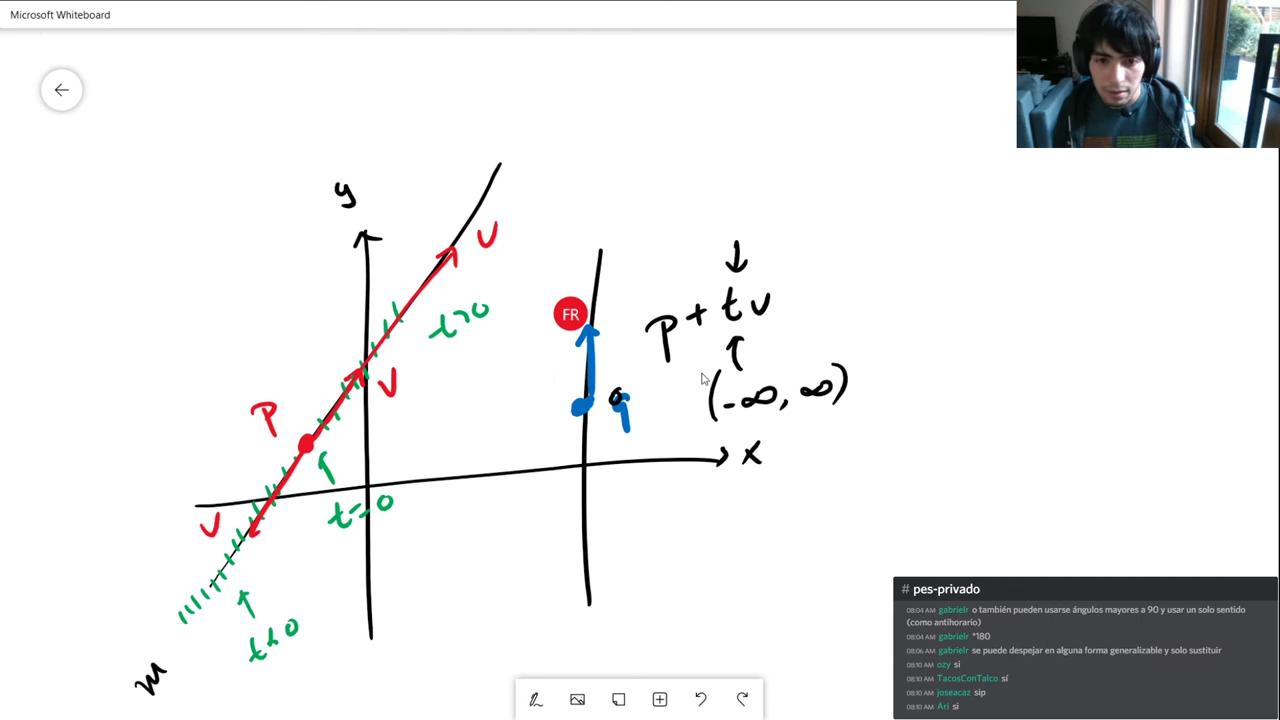 Microsoft Whiteboard
y
v
t>0
FR
p + tv
v
(-∞, ∞)
p
q
x
t=0
v
t<0
m
# pes-privado
08:04 AM gabrielr o también pueden usarse ángulos mayores a 90 y usar un solo sentido
(como antihorario)
08:04 AM gabrielr *180
08:06 AM gabrielr se puede despejar en alguna forma generalizable y solo sustituir
08:10 AM ozy si
08:10 AM TacosConTalco sí
08:10 AM joseacaz sip
08:10 AM Ari si